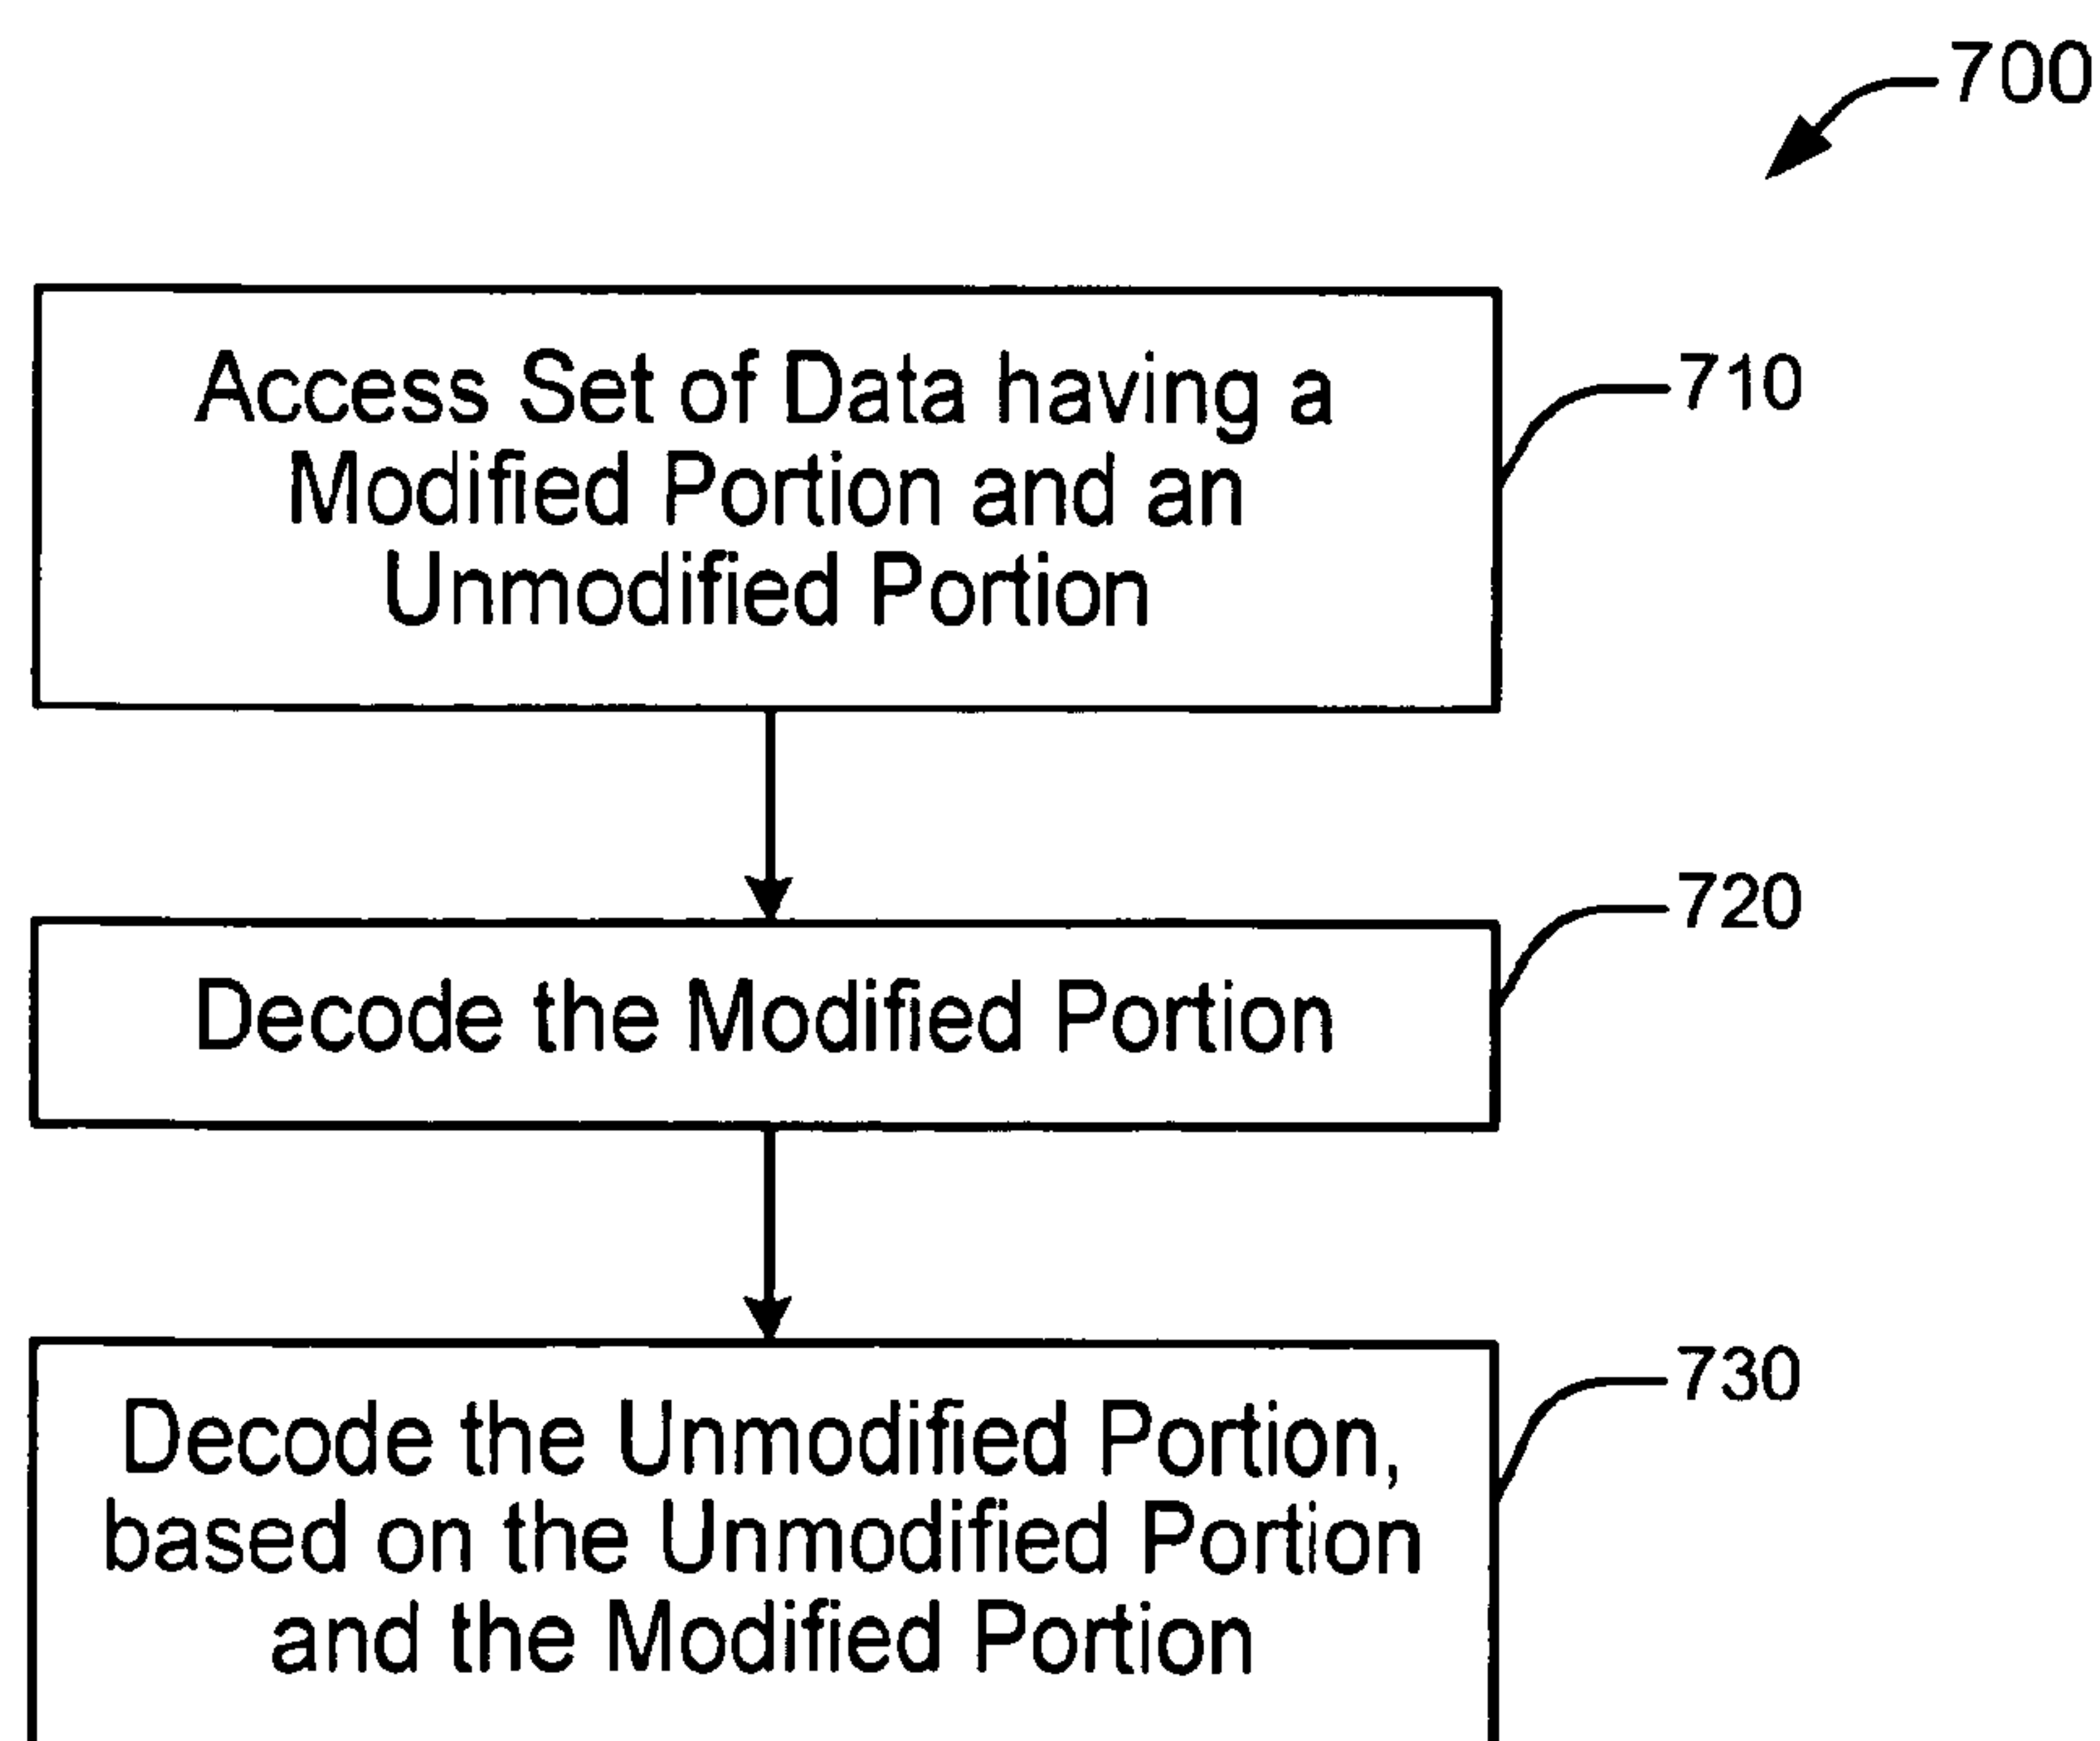 700
Access Set of Data having a
Modified Portion and an
Unmodified Portion
710
Decode the Modified Portion
720
Decode the Unmodified Portion,
based on the Unmodified Portion
and the Modified Portion
730